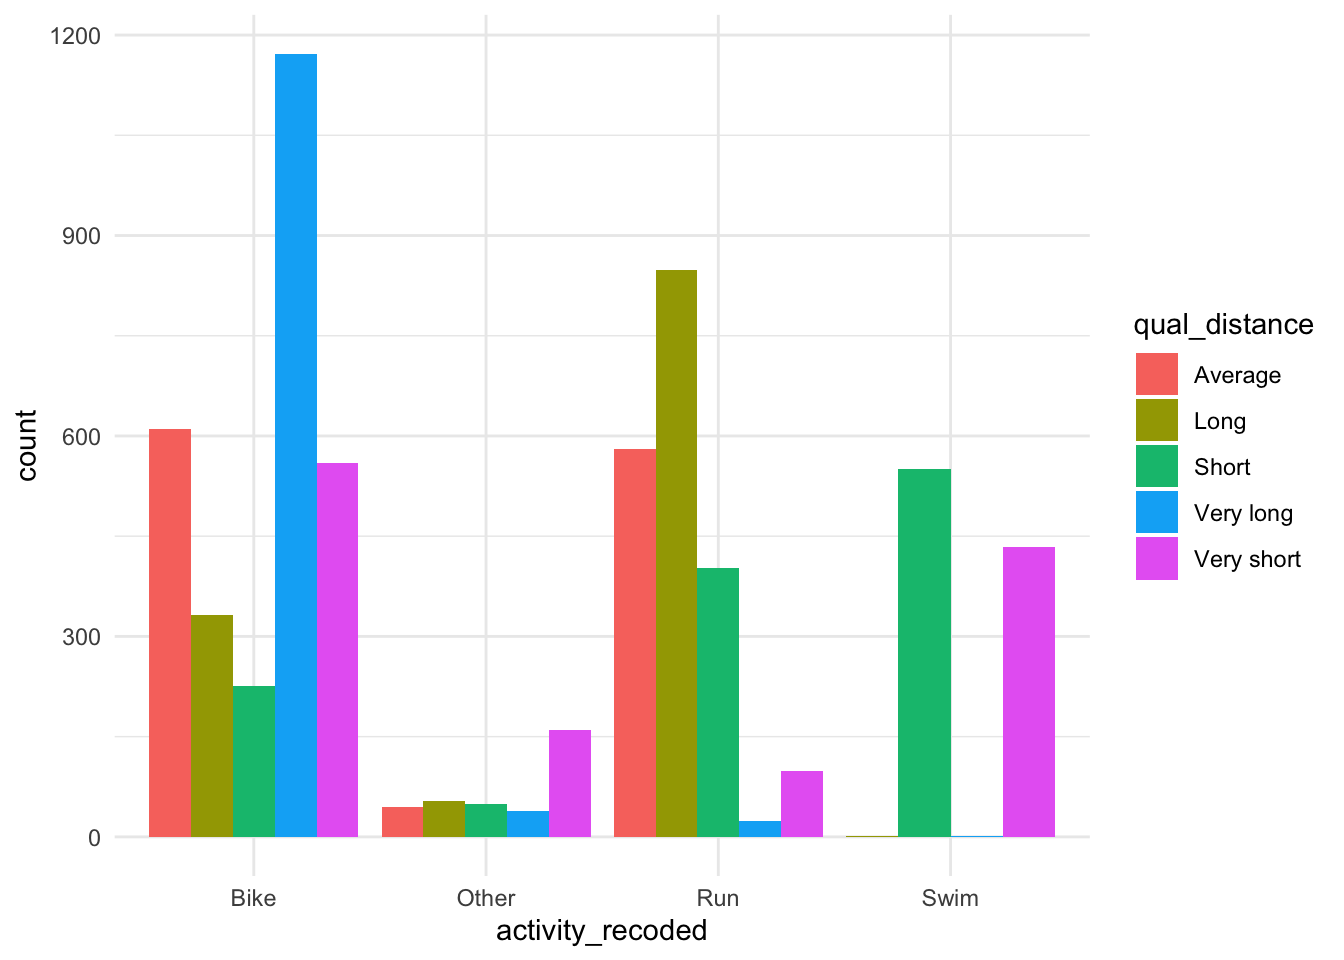 1200
900
600
300
0
count
Bike Other Run Swim
activity_recoded
qual_distance
Average
Long
Short
Very long
Very short